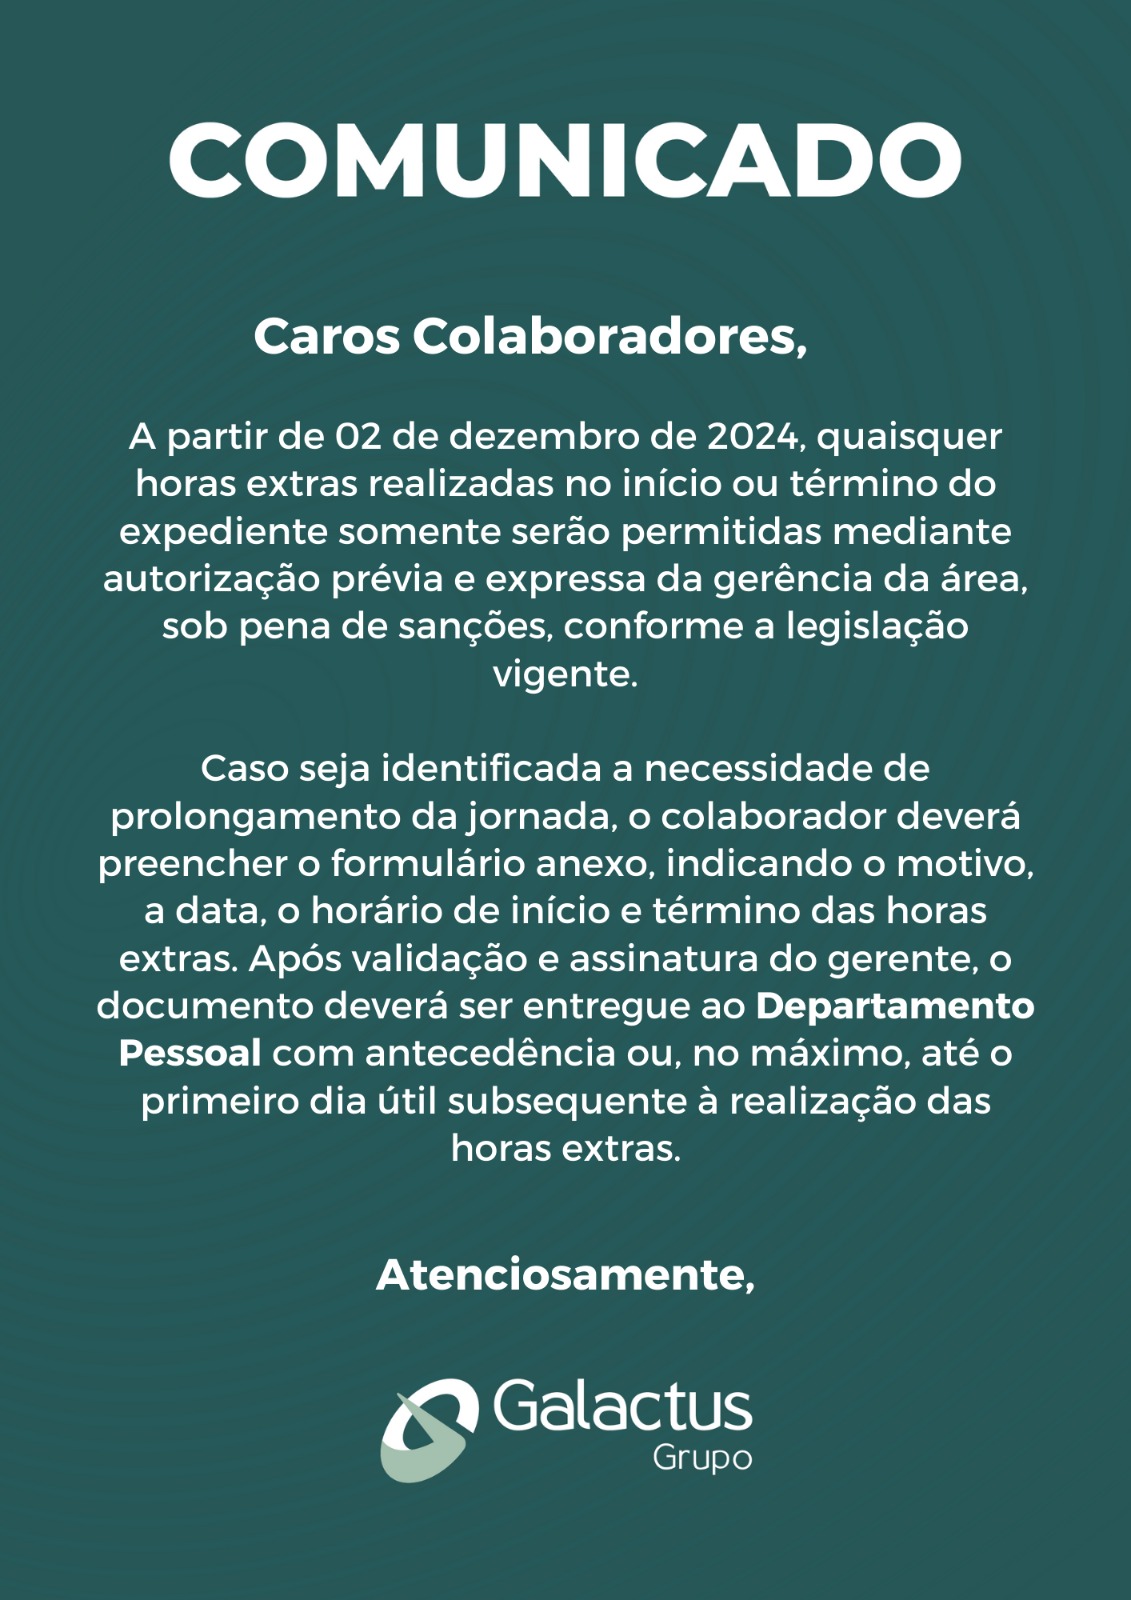 COMUNICADO
Caros Colaboradores,
A partir de 02 de dezembro de 2024, quaisquer
horas extras realizadas no início ou término do
expediente somente serão permitidas mediante
autorização prévia e expressa da gerência da área,
sob pena de sanções, conforme a legislação
vigente.
Caso seja identificada a necessidade de
prolongamento da jornada, o colaborador deverá
preencher o formulário anexo, indicando o motivo,
a data, o horário de início e término das horas
extras. Após validação e assinatura do gerente, o
documento deverá ser entregue ao Departamento
Pessoal com antecedência ou, no máximo, até o
primeiro dia útil subsequente à realização das
horas extras.
Atenciosamente,
Galactus
Grupo